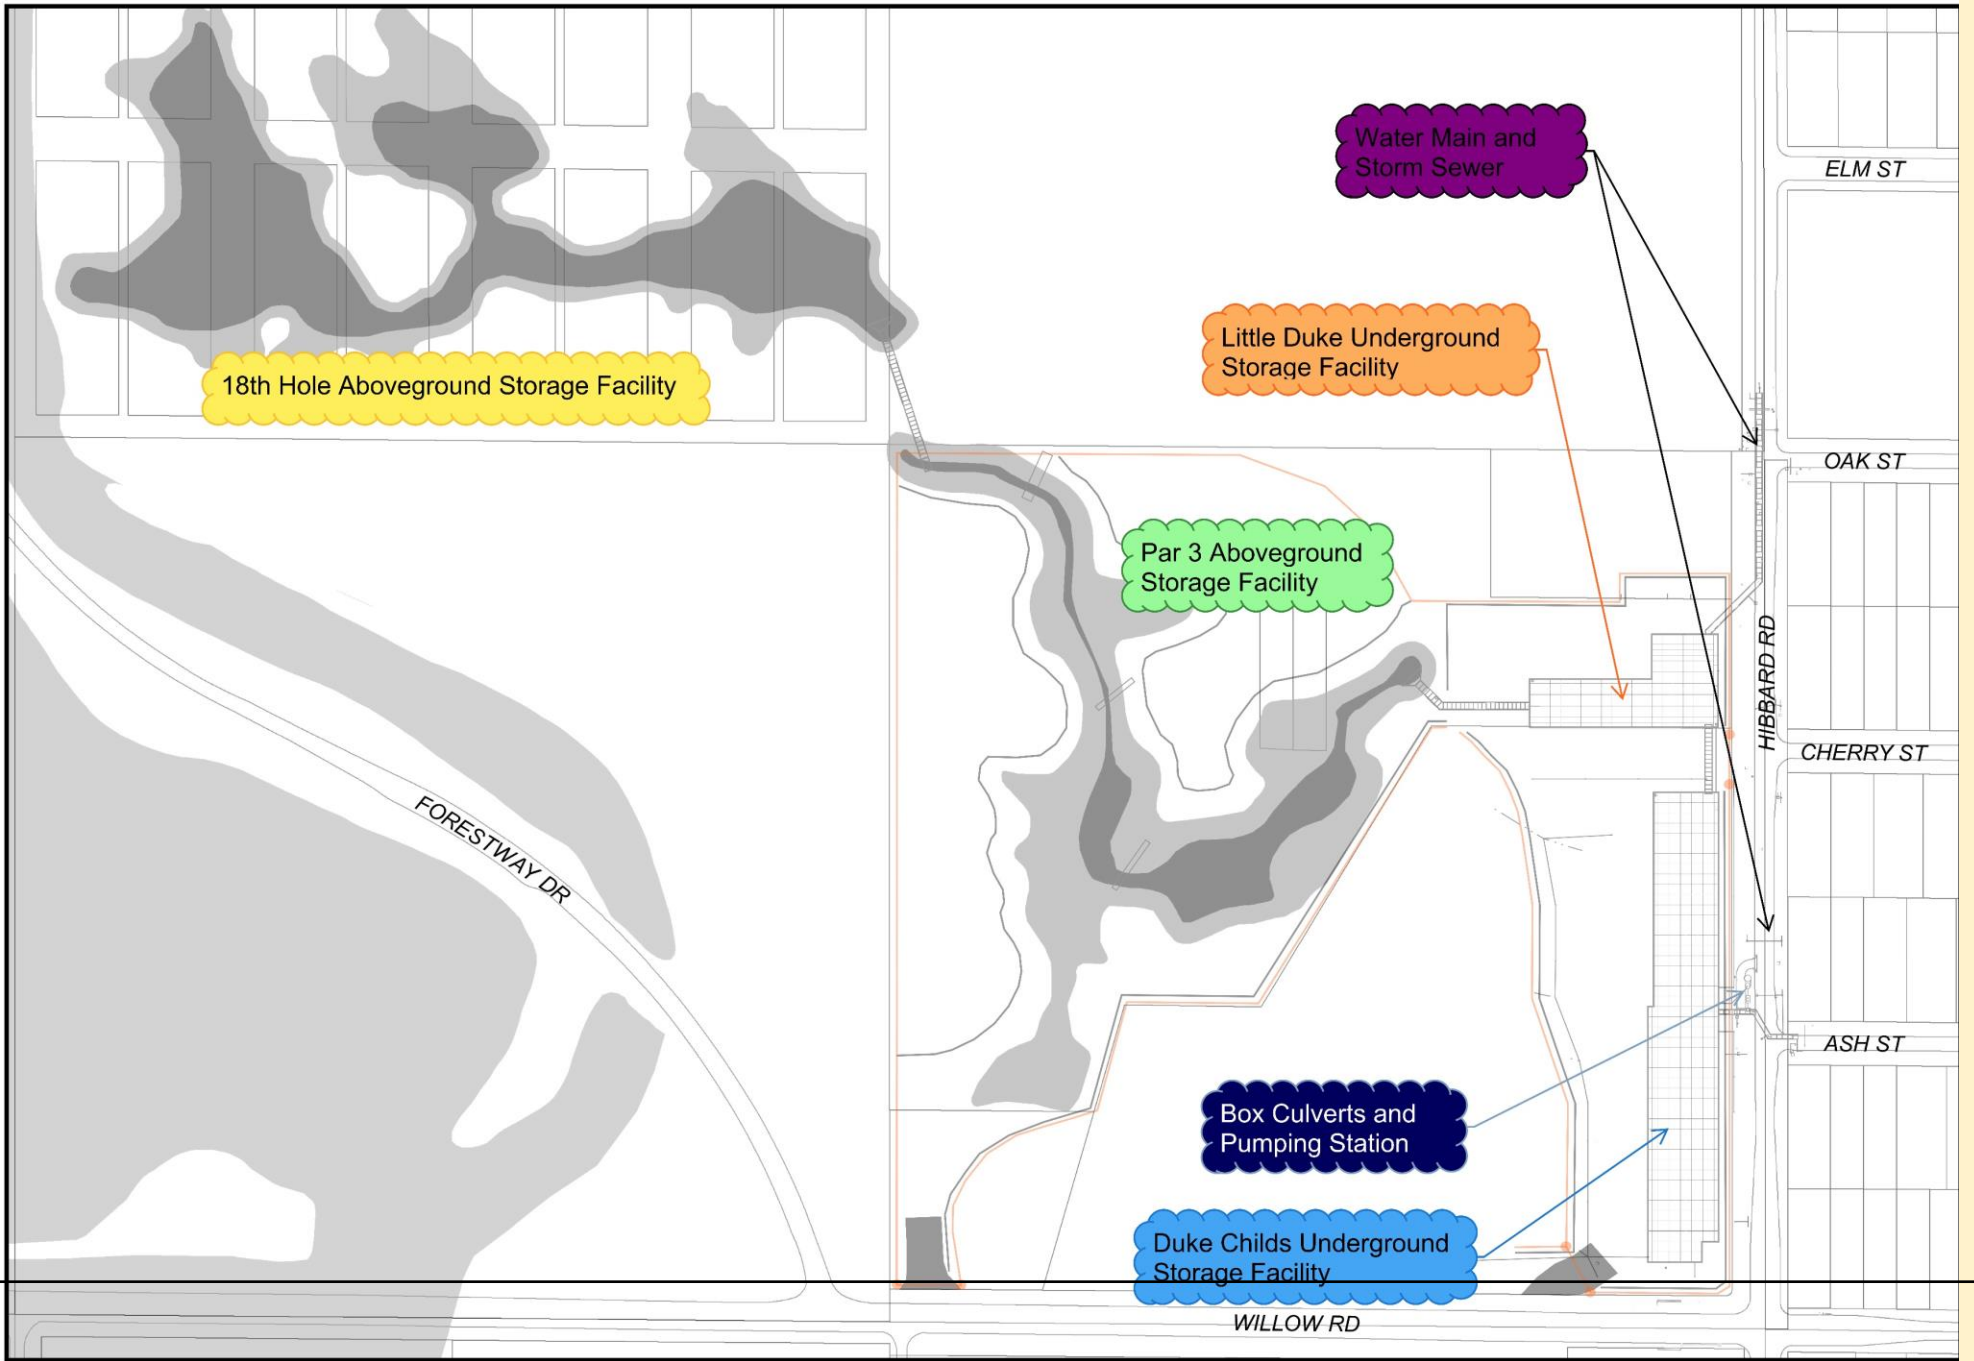 Water Main and
Storm Sewer
ELM ST
Little Duke Underground
Storage Facility
18th Hole Aboveground Storage Facility
OAK ST
Par 3 Aboveground
Storage Facility
HIBBARD RD
CHERRY ST
FORESTWAY DR
ASH ST
Box Culverts and
Pumping Station
Duke Childs Underground
Storage Facility
WILLOW RD